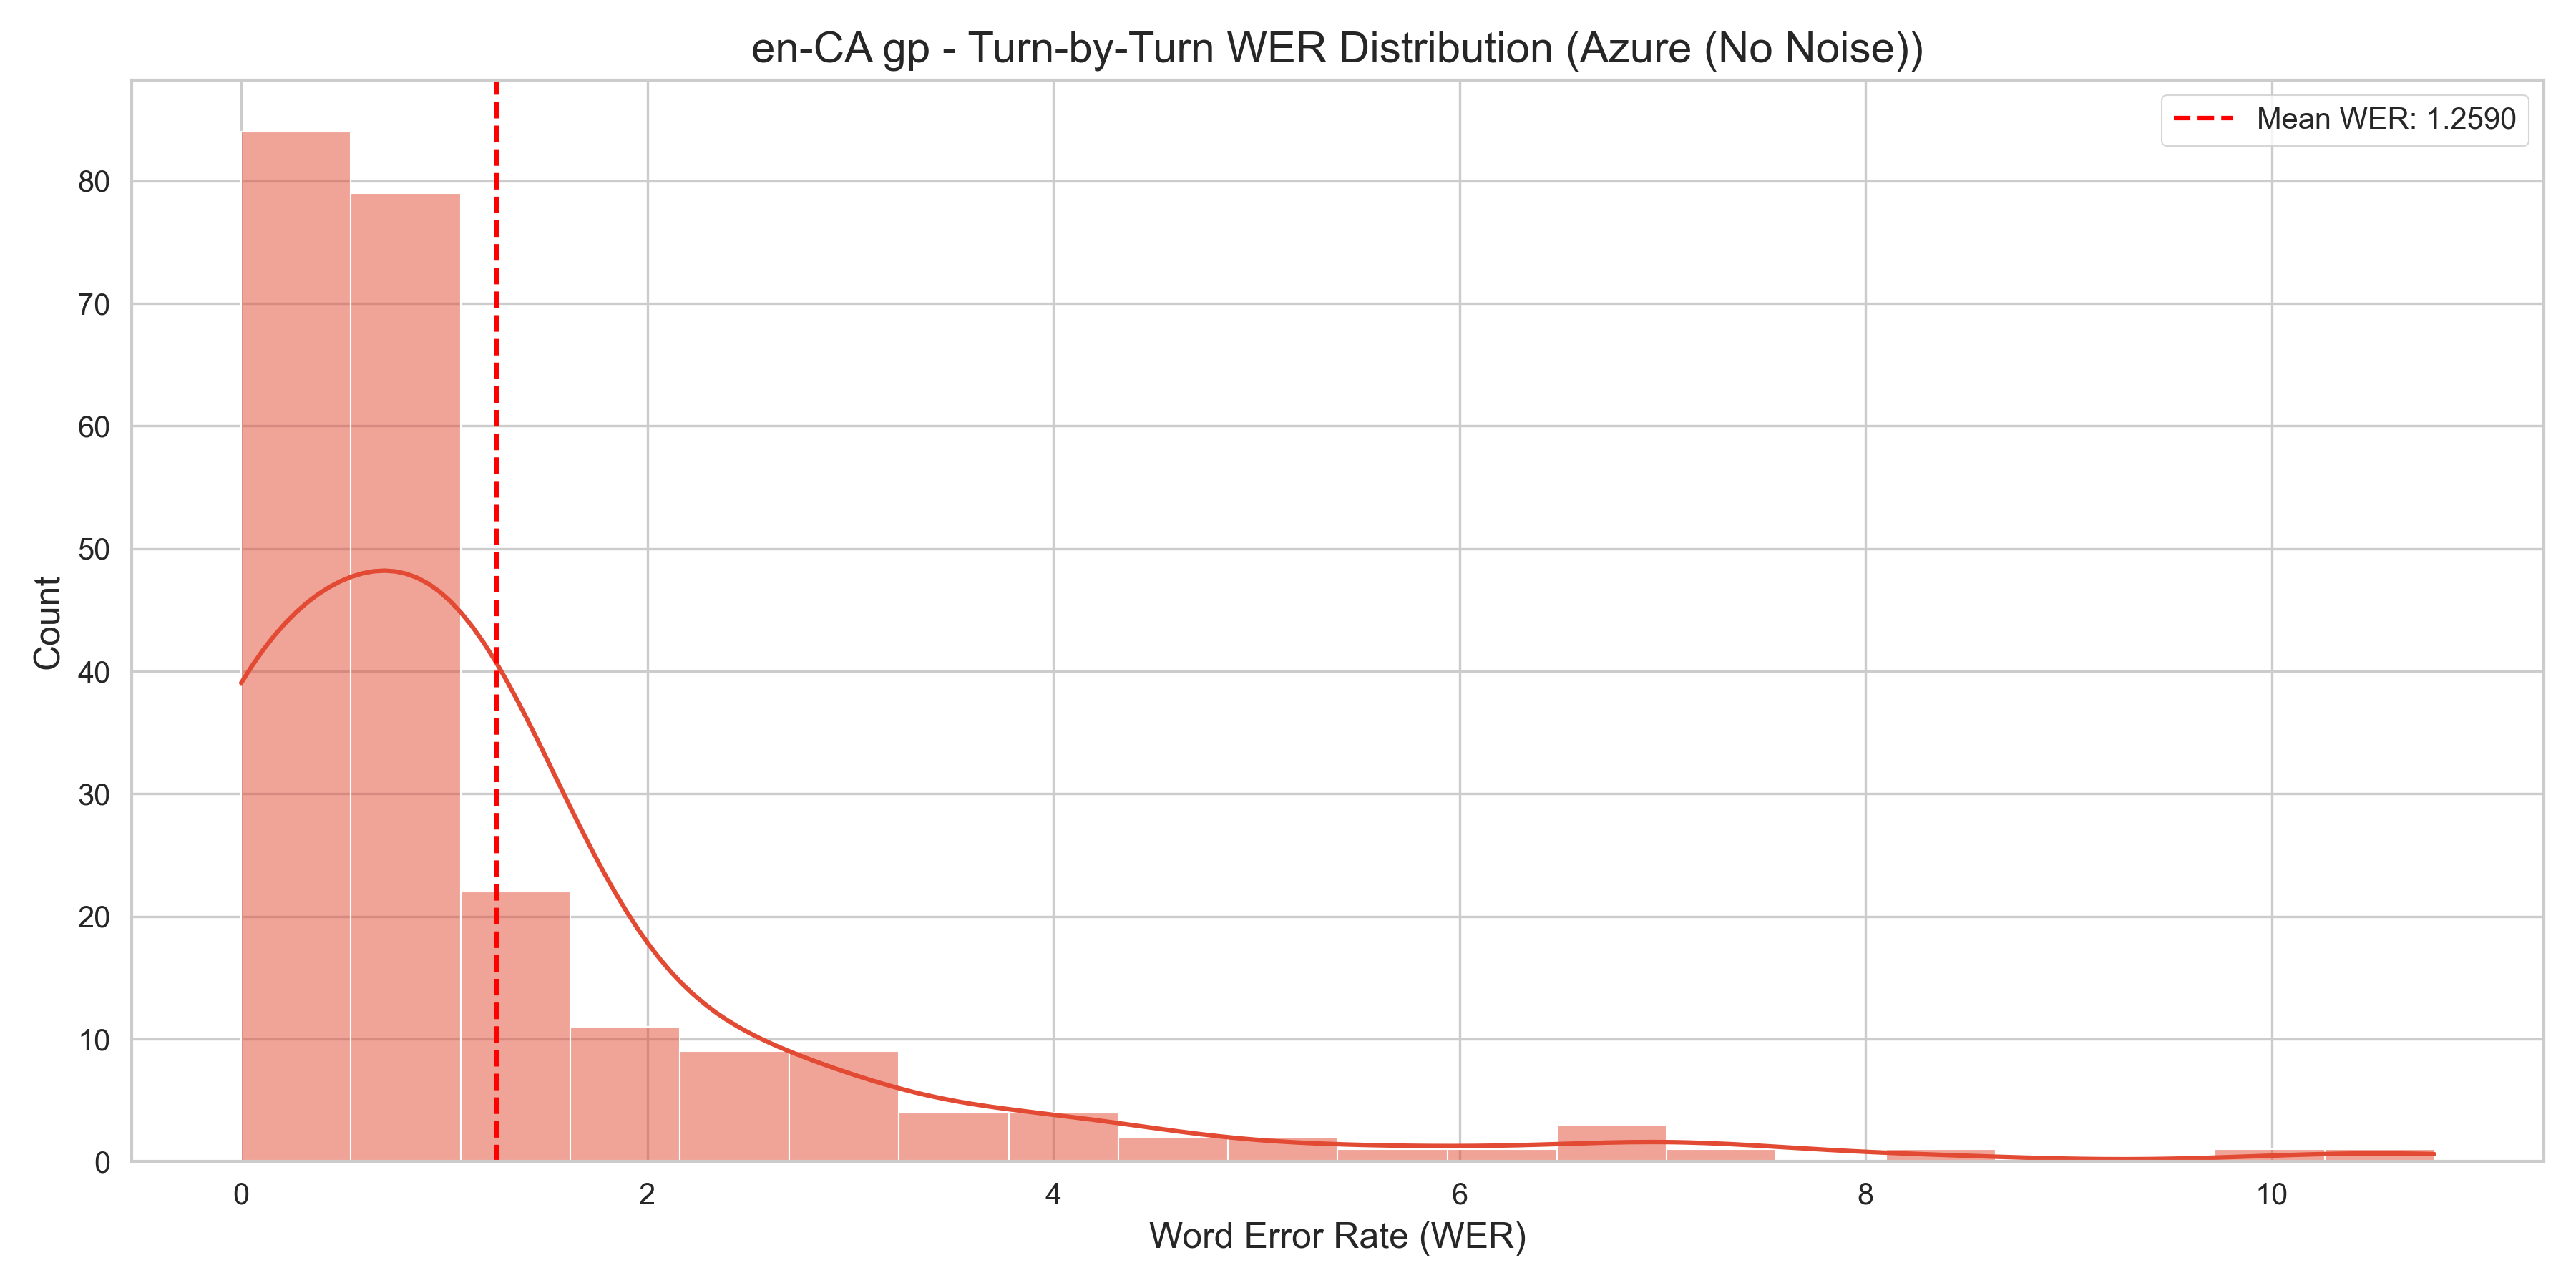 en-CA gp - Turn-by-Turn WER Distribution (Azure (No Noise))
Mean WER: 1.2590
Count
80
70
60
50
40
30
20
10
0
0 2 4 6 8 10
Word Error Rate (WER)